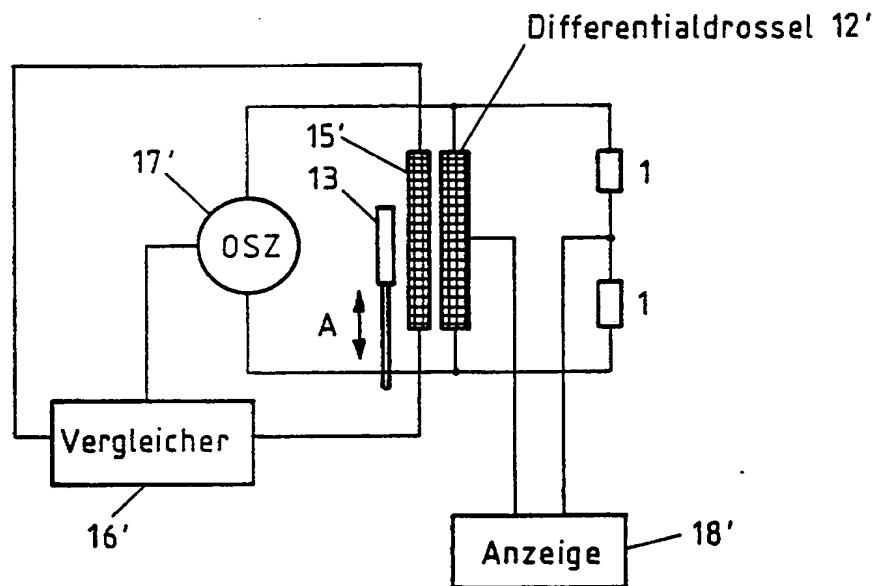 Differentialdrossel 12'
15'
17'
13
1
OSZ
1
A
Vergleicher
16'
Anzeige
18'